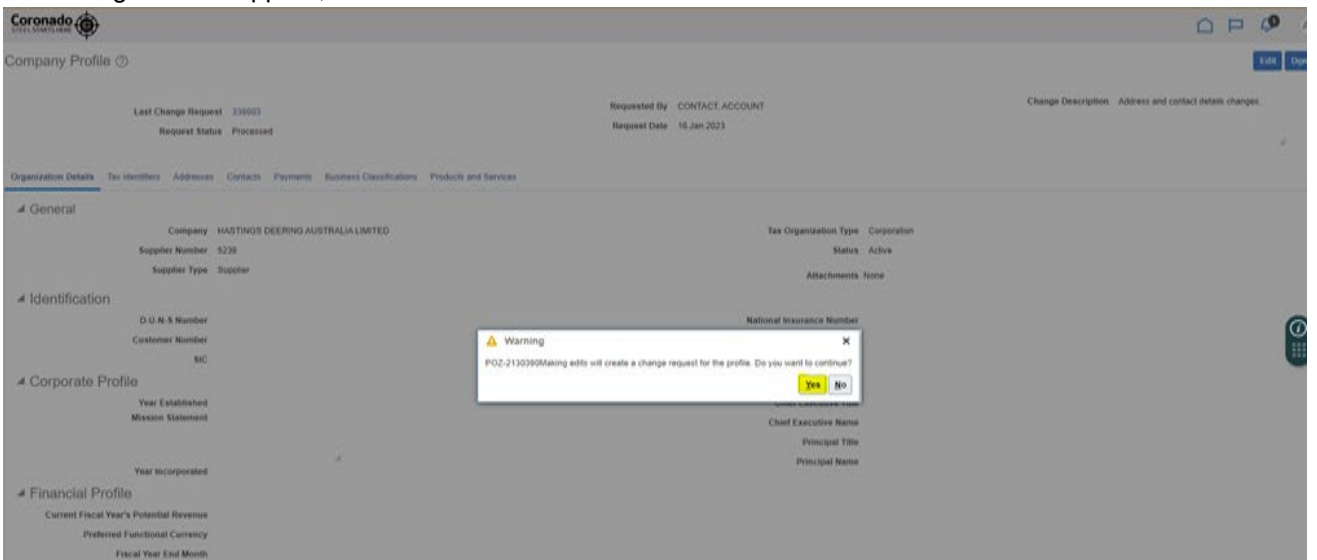 Coronado
STEEL STARTS HERE
Company Profile
Edit
Last Change Request 338003
Requested By CONTACT, ACCOUNT
Change Description Address and contact details changes.
Request Status Processed
Request Date 16 Jan 2023
Organization Details Tax Identifiers Addresses Contacts Payments Business Classifications Products and Services
General
Company HASTINGS DEERING AUSTRALIA LIMITED
Tax Organization Type Corporation
Supplier Number 5239
Status Active
Supplier Type Supplier
Attachments None
Identification
D-U-N-S Number
National Insurance Number
Customer Number
SIC
Warning
POZ-2130390Making edits will create a change request for the profile. Do you want to continue?
Yes No
Corporate Profile
Year Established
Chief Executive Title
Mission Statement
Chief Executive Name
Principal Title
Principal Name
Year Incorporated
Financial Profile
Current Fiscal Year's Potential Revenue
Preferred Functional Currency
Fiscal Year End Month